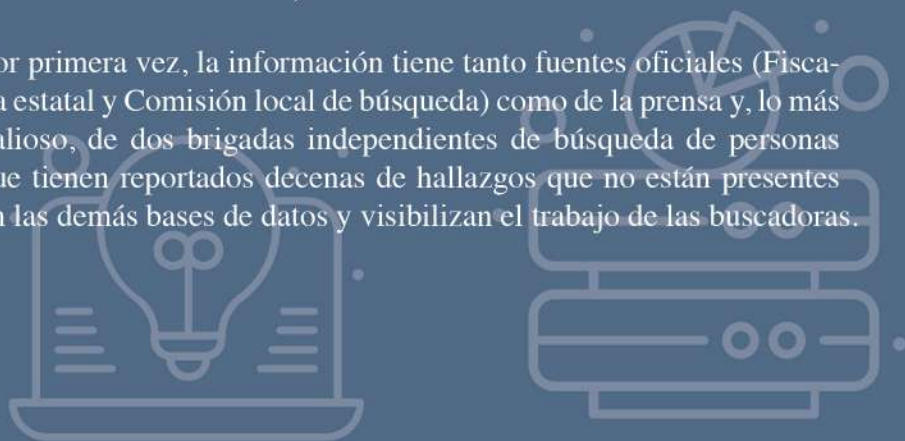 or primera vez, la información tiene tanto fuentes oficiales (Fisca-
a estatal y Comisión local de búsqueda) como de la prensa y, lo más
alioso, de dos brigadas independientes de búsqueda de personas
ue tienen reportados decenas de hallazgos que no están presentes
n las demás bases de datos y visibilizan el trabajo de las buscadoras.